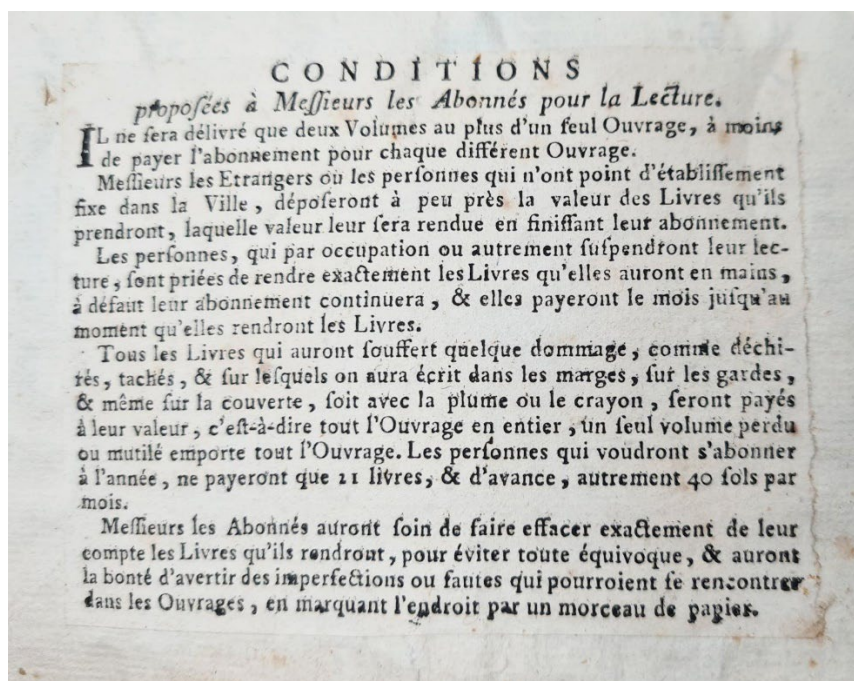 CONDITIONS
proposées à Messieurs les Abonnés pour la Lecture.
IL ne sera délivré que deux Volumes au plus d'un seul Ouvrage, à moins
de payer l'abonnement pour chaque différent Ouvrage.
Messieurs les Etrangers ou les personnes qui n'ont point d'établissement
fixe dans la Ville, déposeront à peu près la valeur des Livres qu'ils
prendront, laquelle valeur leur sera rendue en finissant leur abonnement.
Les personnes, qui par occupation ou autrement suspendront leur lec-
ture, sont priées de rendre exactement les Livres qu'elles auront en mains,
à défaut leur abonnement continuera, & elles payeront le mois jusqu'au
moment qu'elles rendront les Livres.
Tous les Livres qui auront souffert quelque dommage, comme déchi-
rés, tachés, & sur lesquels on aura écrit dans les marges, sur les gardes,
& même sur la couverte, soit avec la plume ou le crayon, seront payés
à leur valeur, c'est-à-dire tout l'Ouvrage en entier, un seul volume perdu
ou mutilé emporte tout l'Ouvrage. Les personnes qui voudront s'abonner
à l'année, ne payeront que 21 livres, & d'avance, autrement 40 sols par
mois.
Messieurs les Abonnés auront soin de faire effacer exactement de leur
compte les Livres qu'ils rendront, pour éviter toute équivoque, & auront
la bonté d'avertir des imperfections ou fautes qui pourroient se rencontrer
dans les Ouvrages, en marquant l'endroit par un morceau de papier.